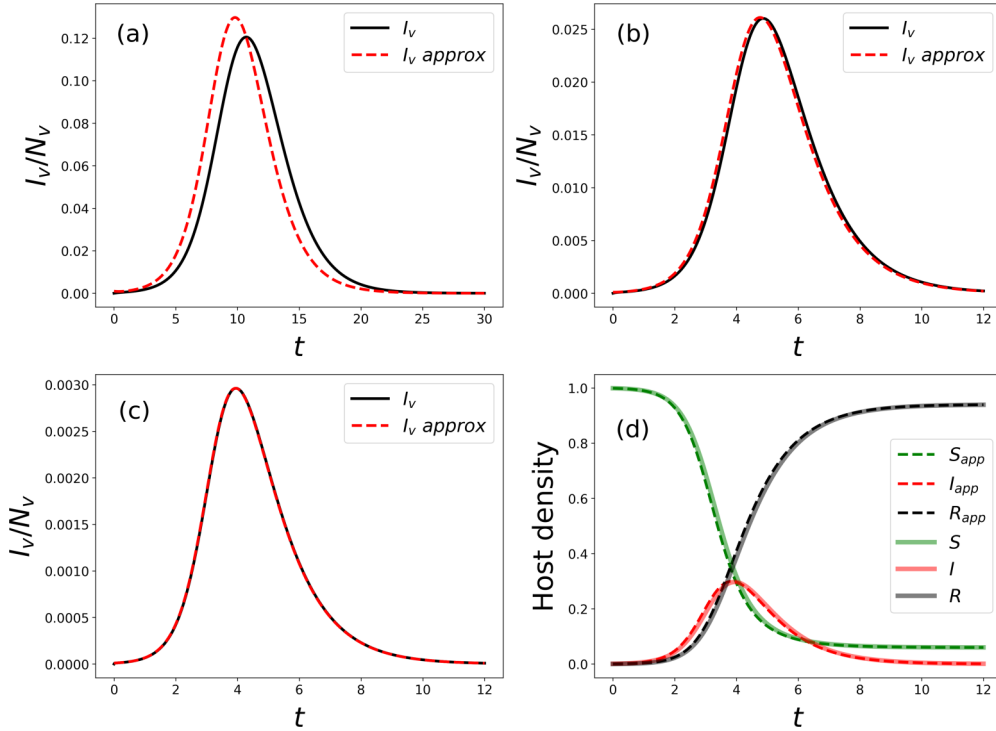 (a)
I_v
I_v approx
0.12
0.10
0.08
0.06
0.04
0.02
0.00
I_v/N_v
0 5 10 15 20 25 30
t
(b)
I_v
I_v approx
0.025
0.020
0.015
0.010
0.005
0.000
I_v/N_v
0 2 4 6 8 10 12
t
(c)
I_v
I_v approx
0.0030
0.0025
0.0020
0.0015
0.0010
0.0005
0.0000
I_v/N_v
0 2 4 6 8 10 12
t
(d)
S_app
I_app
R_app
S
I
R
1.0
0.8
0.6
0.4
0.2
0.0
Host density
0 2 4 6 8 10 12
t